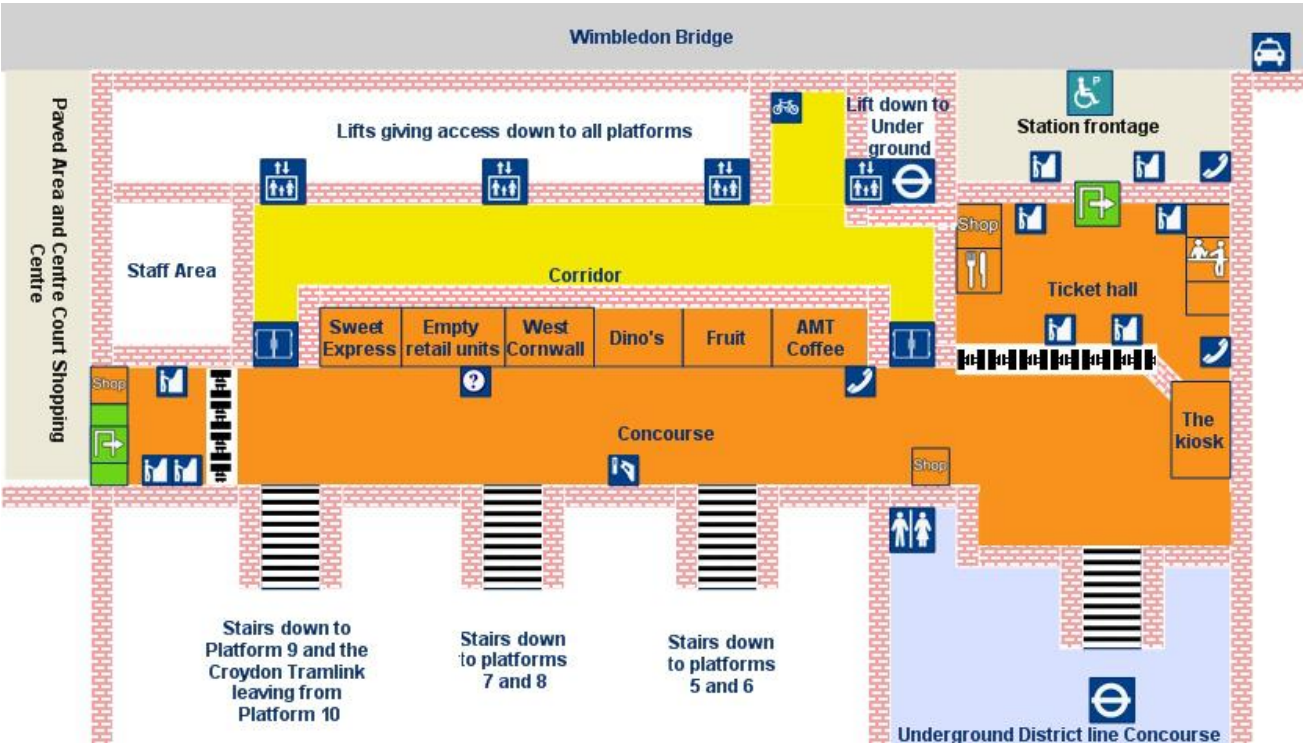 Wimbledon Bridge
Paved Area and Centre Court Shopping
Centre
Lifts giving access down to all platforms
Lift down to
Under
ground
P
Station frontage
Staff Area
Corridor
Shop
Ticket hall
Sweet
Express
Empty
retail units
West
Cornwall
Dino's
Fruit
AMT
Coffee
Shop
?
Concourse
Shop
The
kiosk
Stairs down to
Platform 9 and the
Croydon Tramlink
leaving from
Platform 10
Stairs down
to platforms
7 and 8
Stairs down
to platforms
5 and 6
Underground District line Concourse